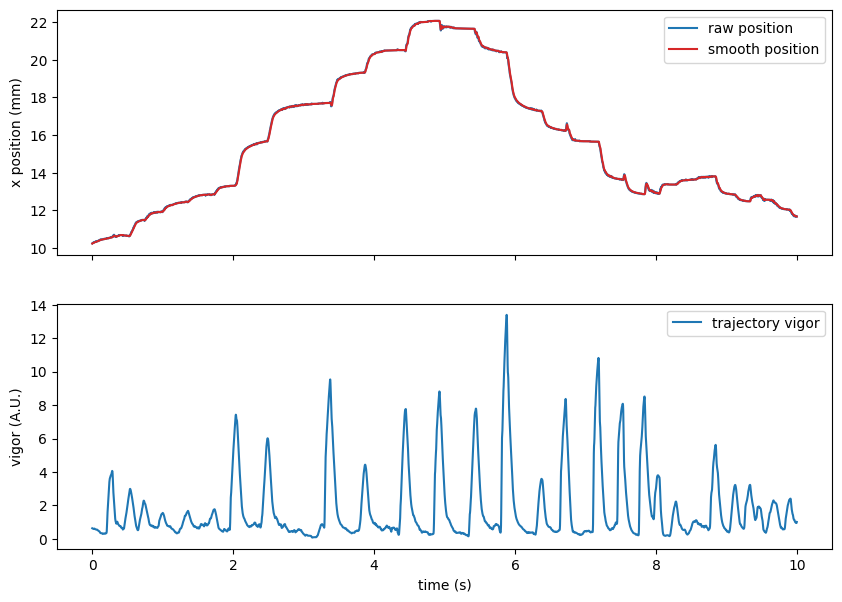 22
20
18
16
14
12
10
x position (mm)
raw position
smooth position
14
12
10
8
6
4
2
0
vigor (A.U.)
trajectory vigor
0 2 4 6 8 10
time (s)